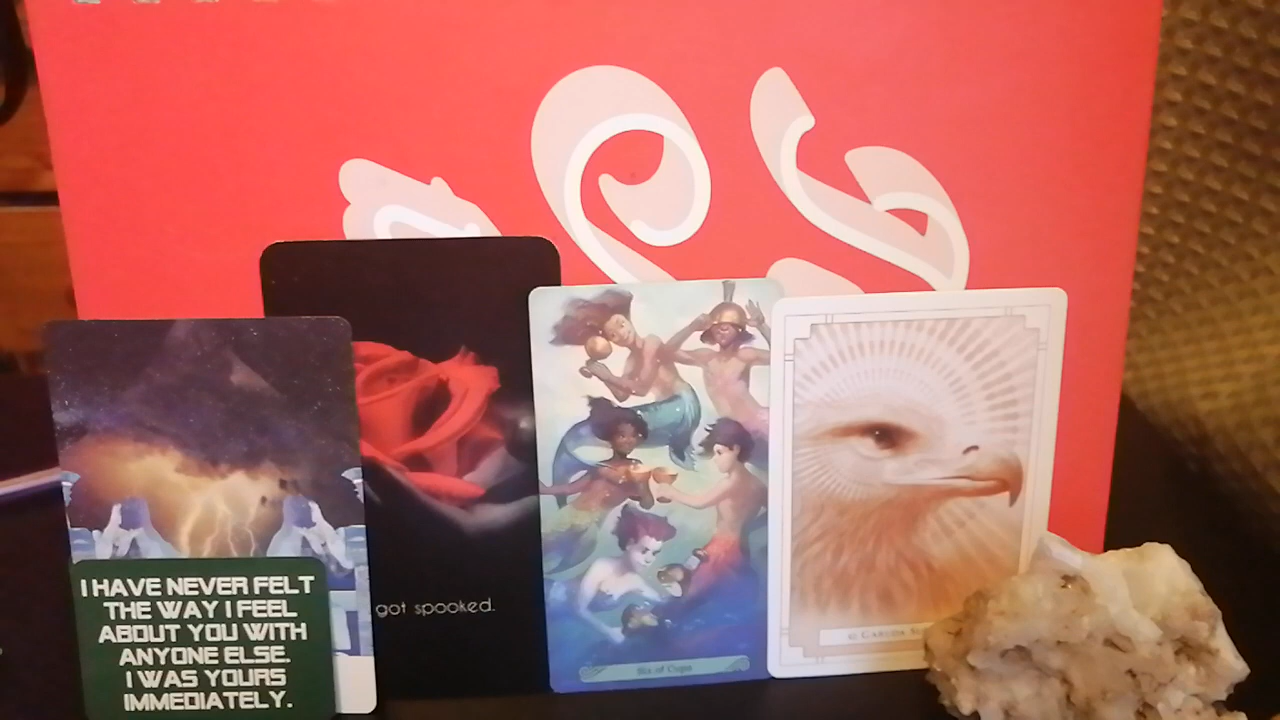 I HAVE NEVER FELT
THE WAY I FEEL
ABOUT YOU WITH
ANYONE ELSE.
I WAS YOURS
IMMEDIATELY.
got spooked.
Six of Cups
GARUDA